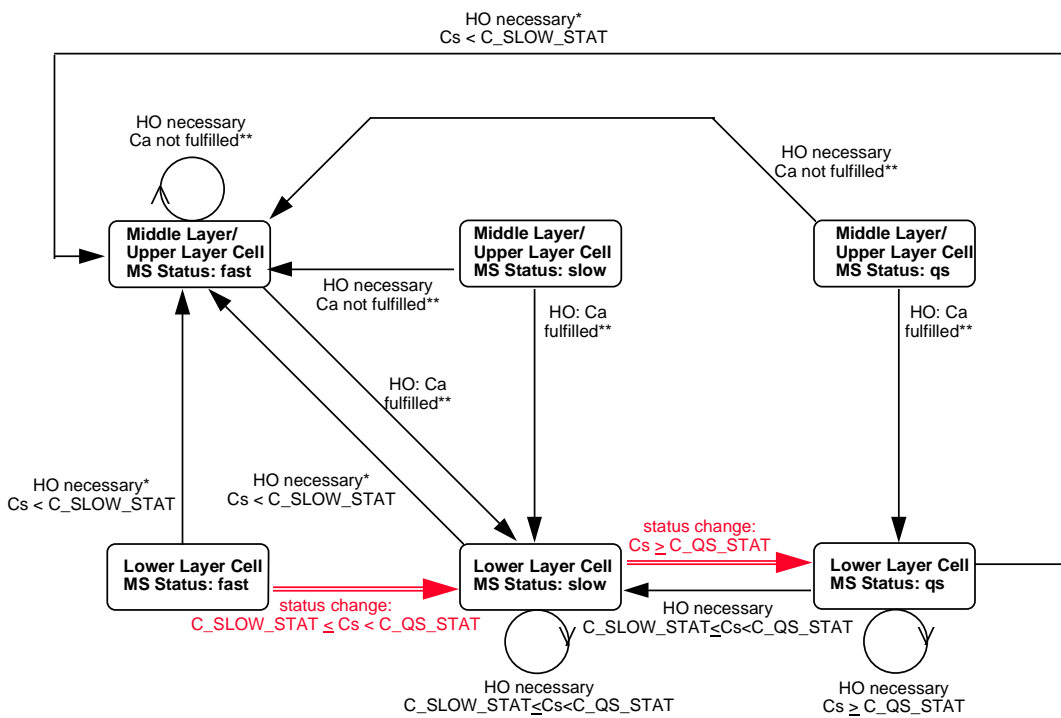 HO necessary*
Cs < C_SLOW_STAT
HO necessary
Ca not fulfilled**
HO necessary
Ca not fulfilled**
Middle Layer/
Upper Layer Cell
MS Status: fast
Middle Layer/
Upper Layer Cell
MS Status: slow
Middle Layer/
Upper Layer Cell
MS Status: qs
HO necessary
Ca not fulfilled**
HO: Ca
fulfilled**
HO: Ca
fulfilled**
HO: Ca
fulfilled**
HO necessary*
Cs < C_SLOW_STAT
HO necessary*
Cs < C_SLOW_STAT
status change:
Cs ≥ C_QS_STAT
Lower Layer Cell
MS Status: fast
Lower Layer Cell
MS Status: slow
Lower Layer Cell
MS Status: qs
status change:
C_SLOW_STAT ≤ Cs < C_QS_STAT
HO necessary
C_SLOW_STAT≤Cs<C_QS_STAT
HO necessary
C_SLOW_STAT≤Cs<C_QS_STAT
HO necessary
Cs ≥ C_QS_STAT